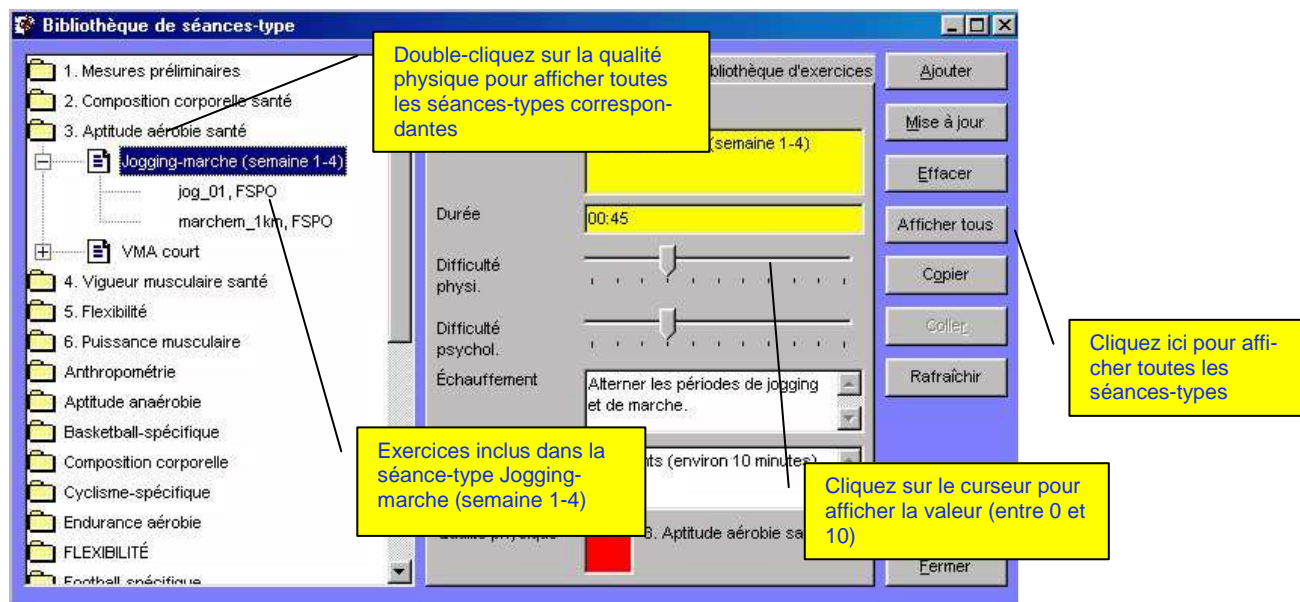 Bibliothèque de séances-type
1. Mesures préliminaires
2. Composition corporelle santé
3. Aptitude aérobie santé
Jogging-marche (semaine 1-4)
jog_01, FSPO
marchem_1km, FSPO
VMA court
4. Vigueur musculaire santé
5. Flexibilité
6. Puissance musculaire
Anthropométrie
Aptitude anaérobie
Basketball-spécifique
Composition corporelle
Cyclisme-spécifique
Endurance aérobie
FLEXIBILITÉ
Football spécifique
Double-cliquez sur la qualité
physique pour afficher toutes
les séances-types correspon-
dantes
d'exercices
(semaine 1-4)
Durée
00:45
Difficulté
physi.
Difficulté
psychol.
Échauffement
Alterner les périodes de jogging
et de marche.
(environ 10 minutes)
3. Aptitude aérobie
Exercices inclus dans la
séance-type Jogging-
marche (semaine 1-4)
Cliquez sur le curseur pour
afficher la valeur (entre 0 et
10)
Ajouter
Mise à jour
Effacer
Afficher tous
Copier
Coller
Rafraîchir
Fermer
Cliquez ici pour affi-
cher toutes les
séances-types